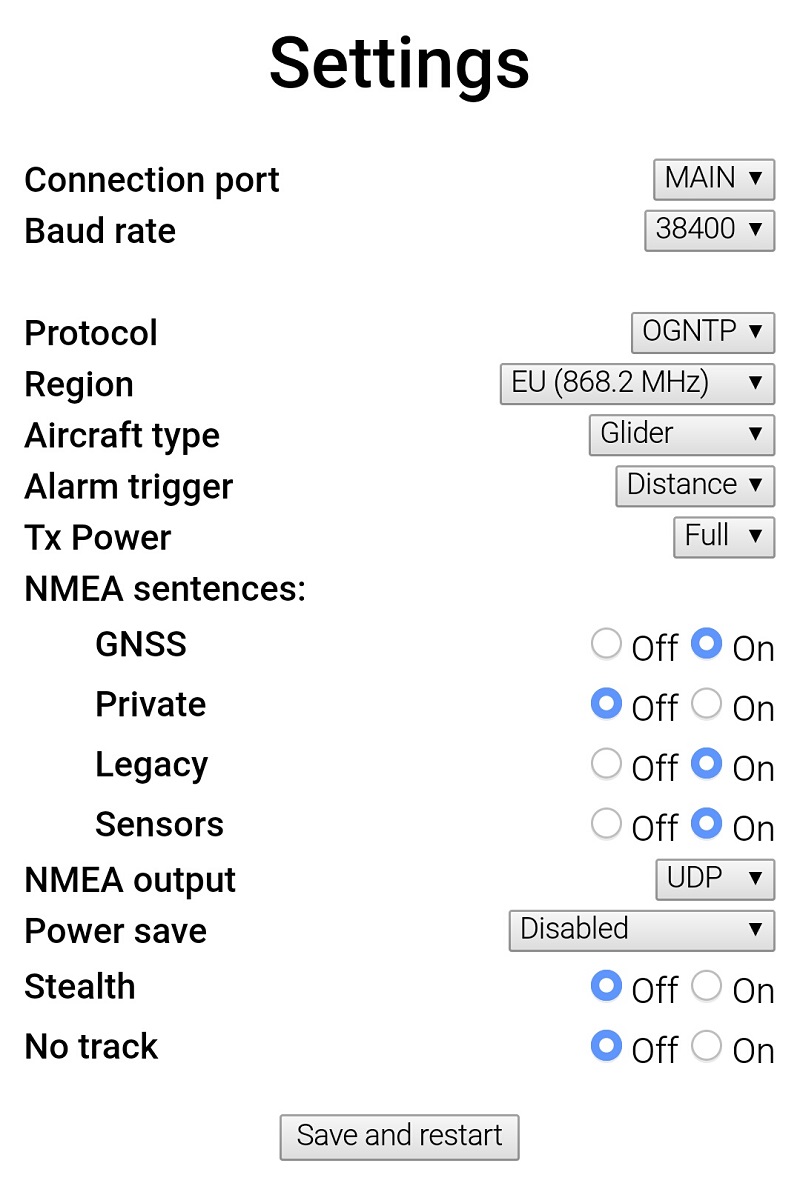 Settings
Connection port MAIN ▼
Baud rate 38400 ▼
Protocol OGNTP ▼
Region EU (868.2 MHz) ▼
Aircraft type Glider ▼
Alarm trigger Distance ▼
Tx Power Full ▼
NMEA sentences:
GNSS Off On
Private Off On
Legacy Off On
Sensors Off On
NMEA output UDP ▼
Power save Disabled ▼
Stealth Off On
No track Off On
Save and restart